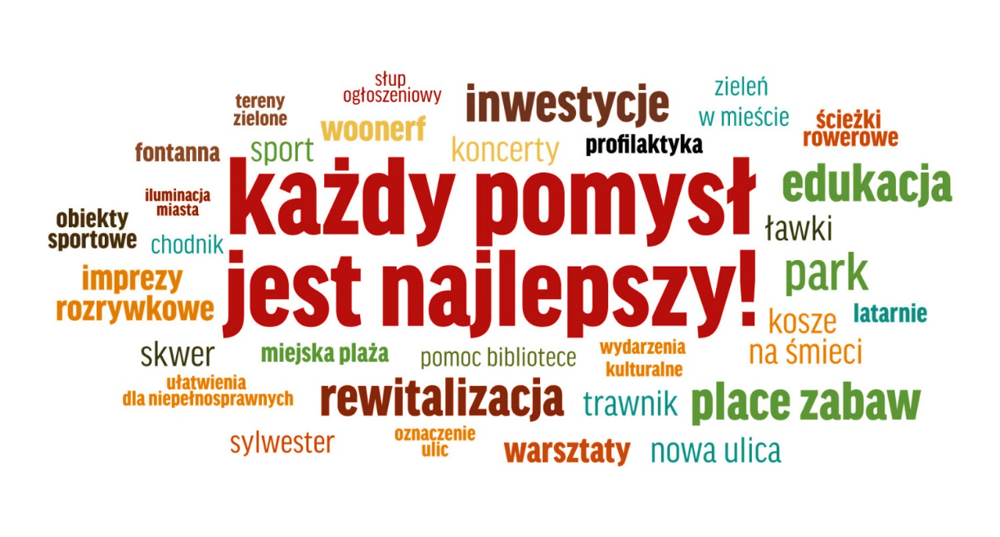 słup
ogłoszeniowy
inwestycje
zieleń
w mieście
tereny
zielone
woonerf
ścieżki
rowerowe
fontanna
sport
koncerty
profilaktyka
każdy pomysł
edukacja
iluminacja
miasta
obiekty
sportowe
chodnik
ławki
jest najlepszy!
park
imprezy
rozrywkowe
kosze
na śmieci
latarnie
skwer
miejska plaża
pomoc bibliotece
wydarzenia
kulturalne
ułatwienia
dla niepełnosprawnych
rewitalizacja
trawnik
place zabaw
sylwester
oznaczenie
ulic
warsztaty
nowa ulica